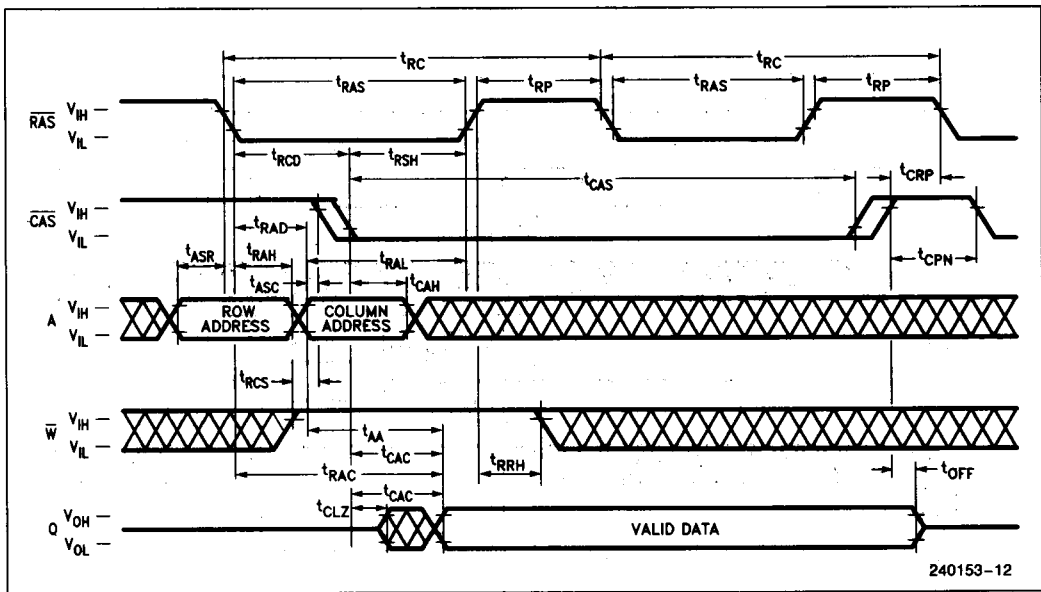 tRC tRC
tRAS tRP tRAS tRP
RAS VIH
VIL
tRCD tRSH
tCAS tCRP
CAS VIH
VIL
tRAD
tASR tRAH tRAL
tCPN
tASC tCAH
A VIH
VIL
ROW ADDRESS
COLUMN ADDRESS
tRCS
W VIH
VIL
tAA
tCAC
tRAC tRRH
tOFF
tCAC
tCLZ
Q VOH
VOL
VALID DATA
240153-12